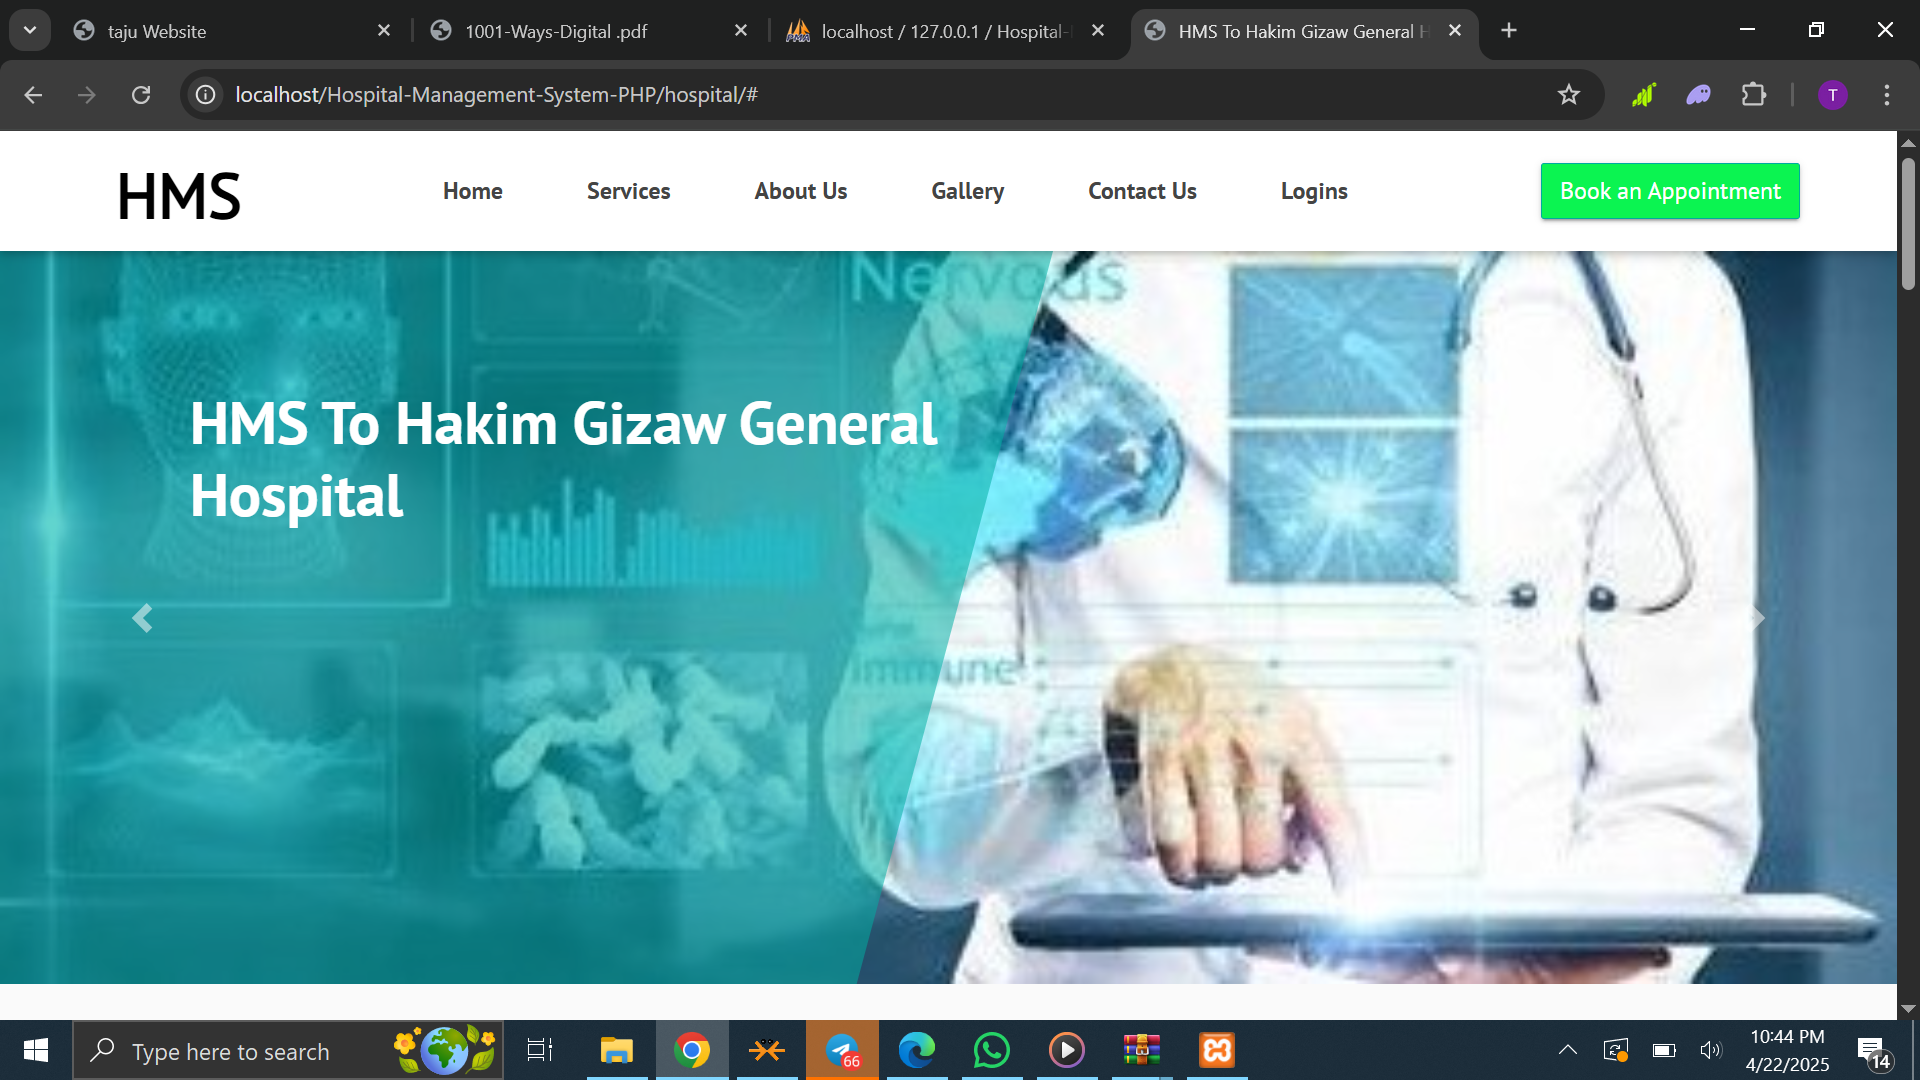 taju Website
1001-Ways-Digital .pdf
localhost / 127.0.0.1 / Hospital-
HMS To Hakim Gizaw General H
localhost/Hospital-Management-System-PHP/hospital/#
T
HMS
Home
Services
About Us
Gallery
Contact Us
Logins
Book an Appointment
Nervous
HMS To Hakim Gizaw General
Hospital
Immune
Type here to search
66
10:44 PM
4/22/2025
14